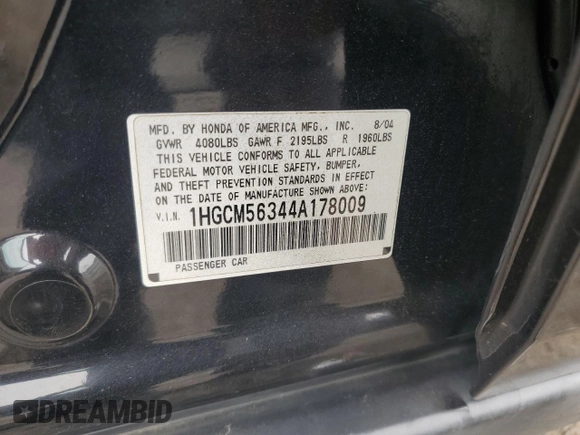 MFD. BY HONDA OF AMERICA MFG., INC. 8/04
GVWR 4080LBS GAWR F 2195LBS R 1960LBS
THIS VEHICLE CONFORMS TO ALL APPLICABLE
FEDERAL MOTOR VEHICLE SAFETY, BUMPER,
AND THEFT PREVENTION STANDARDS IN EFFECT
ON THE DATE OF MANUFACTURE SHOWN ABOVE:
V.I.N. 1HGCM56344A178009
PASSENGER CAR
DREAMBID